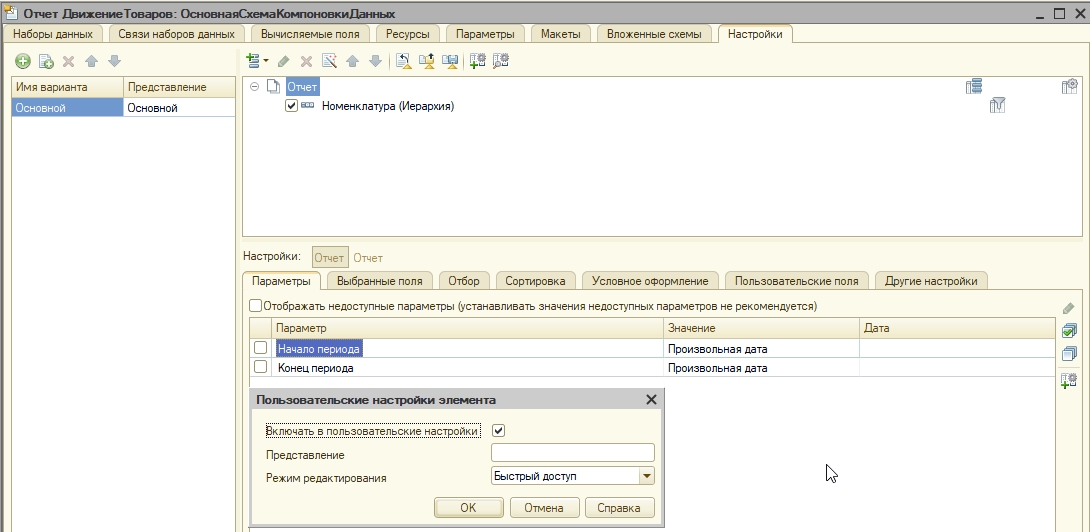 Отчет ДвижениеТоваров: ОсновнаяСхемаКомпоновкиДанных
Наборы данных Связи наборов данных Вычисляемые поля Ресурсы Параметры Макеты Вложенные схемы Настройки
Имя варианта Представление
Основной Основной
Отчет
Номенклатура (Иерархия)
Настройки: Отчет Отчет
Параметры Выбранные поля Отбор Сортировка Условное оформление Пользовательские поля Другие настройки
Отображать недоступные параметры (устанавливать значения недоступных параметров не рекомендуется)
Параметр Значение Дата
Начало периода Произвольная дата
Конец периода Произвольная дата
Пользовательские настройки элемента
Включать в пользовательские настройки
Представление
Режим редактирования Быстрый доступ
ОК Отмена Справка